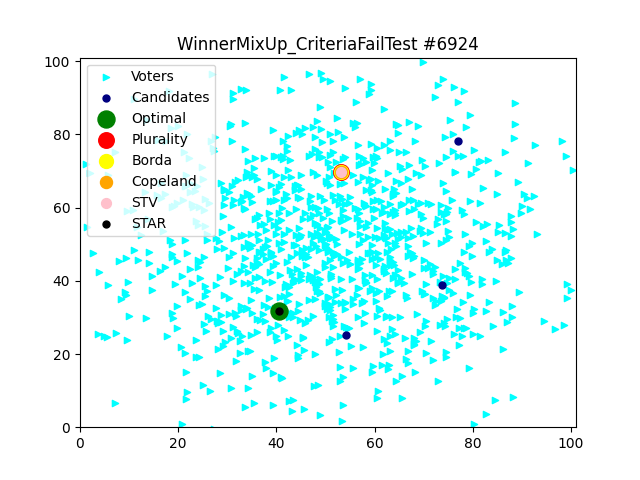 WinnerMixUp_CriteriaFailTest #6924
100
80
60
40
20
0
0
20
40
60
80
100
Voters
Candidates
Optimal
Plurality
Borda
Copeland
STV
STAR